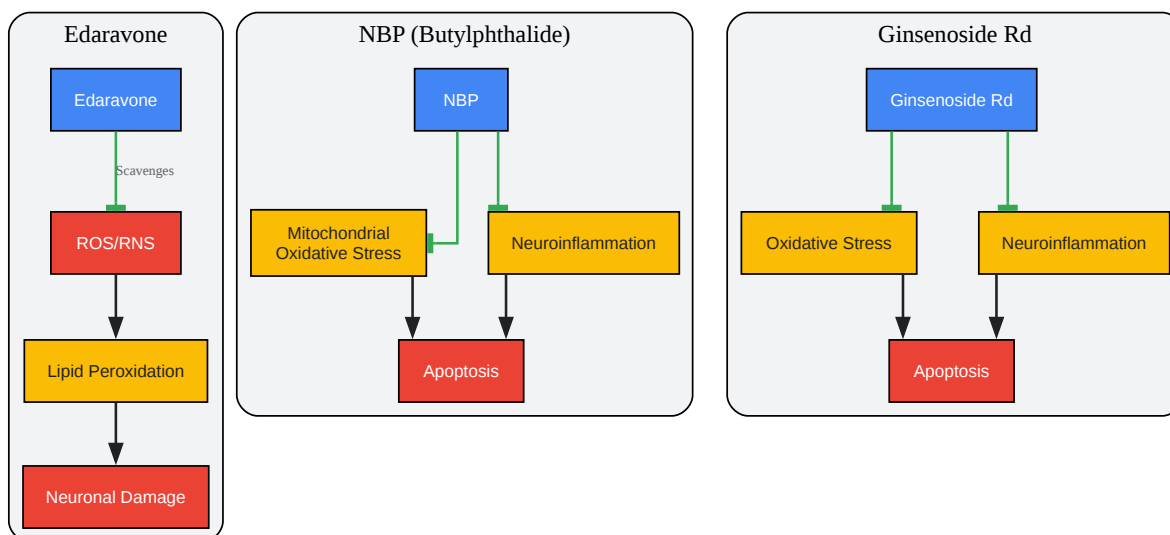 Edaravone
Edaravone
Scavenges
ROS/RNS
Lipid Peroxidation
Neuronal Damage
NBP (Butylphthalide)
NBP
Mitochondrial
Oxidative Stress
Neuroinflammation
Apoptosis
Ginsenoside Rd
Ginsenoside Rd
Oxidative Stress
Neuroinflammation
Apoptosis